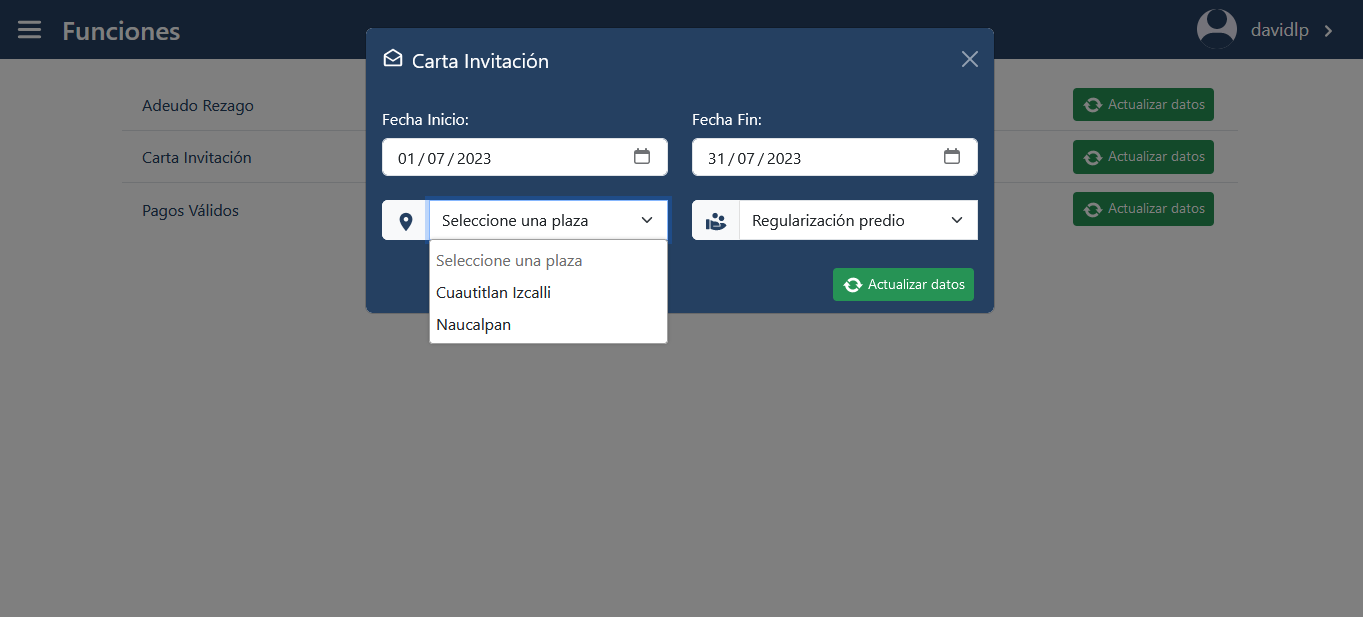 Funciones
davidlp
Carta Invitación
Adeudo Rezago
Actualizar datos
Fecha Inicio:
Fecha Fin:
Carta Invitación
Actualizar datos
01/07/2023
31/07/2023
Pagos Válidos
Actualizar datos
Seleccione una plaza
Regularización predio
Seleccione una plaza
Cuautitlan Izcalli
Naucalpan
Actualizar datos